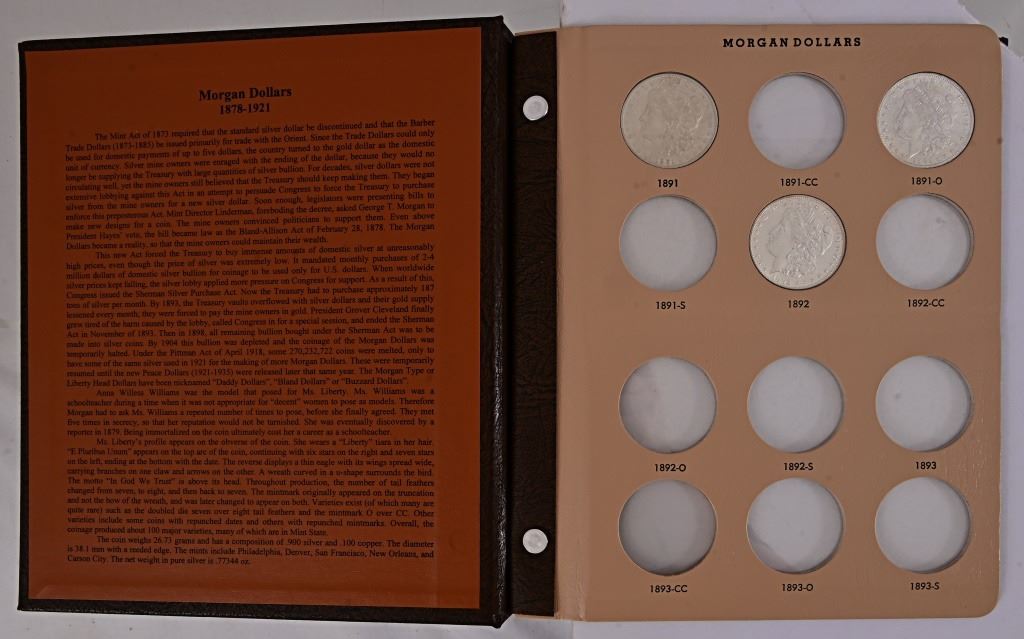 Morgan Dollars
1878-1921
The Mint Act of 1873 required that the standard silver dollar be discontinued and that the Barber
Trade Dollars (1873-1885) be issued primarily for trade with the Orient. Since the Trade Dollars could only
be used for domestic payments of up to five dollars, the country turned to the gold dollar as the domestic
unit of currency. Silver mine owners were enraged with the ending of the dollar, because they would no
longer be supplying the Treasury with large quantities of silver bullion. For decades, silver dollars were not
circulating well, yet the mine owners still believed that the Treasury should keep making them. They began
extensive lobbying against this Act in an attempt to persuade Congress to force the Treasury to purchase
silver from the mine owners for a new silver dollar. Soon enough, legislators were presenting bills to
enforce this preposterous Act. Mint Director Linderman, foreboding the decree, asked George T. Morgan to
make new designs for a coin. The mine owners convinced politicians to support them. Even above
President Hayes' veto, the bill became law as the Bland-Allison Act of February 28, 1878. The Morgan
Dollars became a reality, so that the mine owners could maintain their wealth.
This new Act forced the Treasury to buy immense amounts of domestic silver at unreasonably
high prices, even though the price of silver was extremely low. It mandated monthly purchases of 2-4
million dollars of domestic silver bullion for coinage to be used only for U.S. dollars. When worldwide
silver prices kept falling, the silver lobby applied more pressure on Congress for support. As a result of this,
Congress issued the Sherman Silver Purchase Act. Now the Treasury had to purchase approximately 187
tons of silver per month. By 1893, the Treasury vaults overflowed with silver dollars and their gold supply
lessened every month; they were forced to pay the mine owners in gold. President Grover Cleveland finally
grew tired of the harm caused by the lobby, called Congress in for a special session, and ended the Sherman
Act in November of 1893. Then in 1898, all remaining bullion bought under the Sherman Act was to be
made into silver coins. By 1904 this bullion was depleted and the coinage of the Morgan Dollars was
temporarily halted. Under the Pittman Act of April 1918, some 270,232,722 coins were melted, only to
have some of the same silver used in 1921 for the making of more Morgan Dollars. These were temporarily
resumed until the new Peace Dollars (1921-1935) were released later that same year. The Morgan Type or
Liberty Head Dollars have been nicknamed "Daddy Dollars", "Bland Dollars" or "Buzzard Dollars".
Anna Willess Williams was the model that posed for Ms. Liberty. Ms. Williams was a
schoolteacher during a time when it was not appropriate for "decent" women to pose as models. Therefore
Morgan had to ask Ms. Williams a repeated number of times to pose, before she finally agreed. They met
five times in secrecy, so that her reputation would not be tarnished. She was eventually discovered by a
reporter in 1879. Being immortalized on the coin ultimately cost her a career as a schoolteacher.
Ms. Liberty's profile appears on the obverse of the coin. She wears a "Liberty" tiara in her hair.
"E Pluribus Unum" appears on the top arc of the coin, continuing with six stars on the right and seven stars
on the left, ending at the bottom with the date. The reverse displays a thin eagle with its wings spread wide,
carrying branches on one claw and arrows on the other. A wreath curved in a u-shape surrounds the bird.
The motto "In God We Trust" is above its head. Throughout production, the number of tail feathers
changed from seven, to eight, and then back to seven. The mintmark originally appeared on the truncation
and not the bow of the wreath, and was later changed to appear on both. Varieties exist (of which many are
quite rare) such as the doubled die seven over eight tail feathers and the mintmark O over CC. Other
varieties include some coins with repunched dates and others with repunched mintmarks. Overall, the
coinage produced about 100 major varieties, many of which are in Mint State.
The coin weighs 26.73 grams and has a composition of .900 silver and .100 copper. The diameter
is 38.1 mm with a reeded edge. The mints include Philadelphia, Denver, San Francisco, New Orleans, and
Carson City. The net weight in pure silver is .77344 oz.
MORGAN DOLLARS
1891 1891-CC 1891-O
1891-S 1892 1892-CC
1892-O 1892-S 1893
1893-CC 1893-O 1893-S